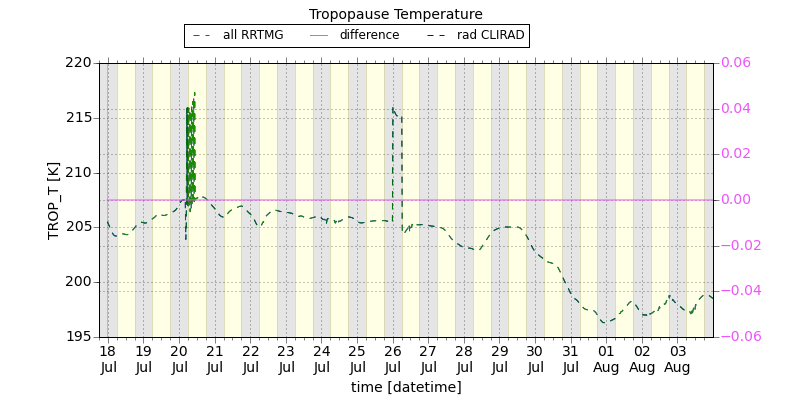 Tropopause Temperature
all RRTMG difference rad CLIRAD
220
215
210
205
200
195
TROP_T [K]
0.06
0.04
0.02
0.00
−0.02
−0.04
−0.06
18 19 20 21 22 23 24 25 26 27 28 29 30 31 01 02 03
Jul Jul Jul Jul Jul Jul Jul Jul Jul Jul Jul Jul Jul Jul Aug Aug Aug
time [datetime]